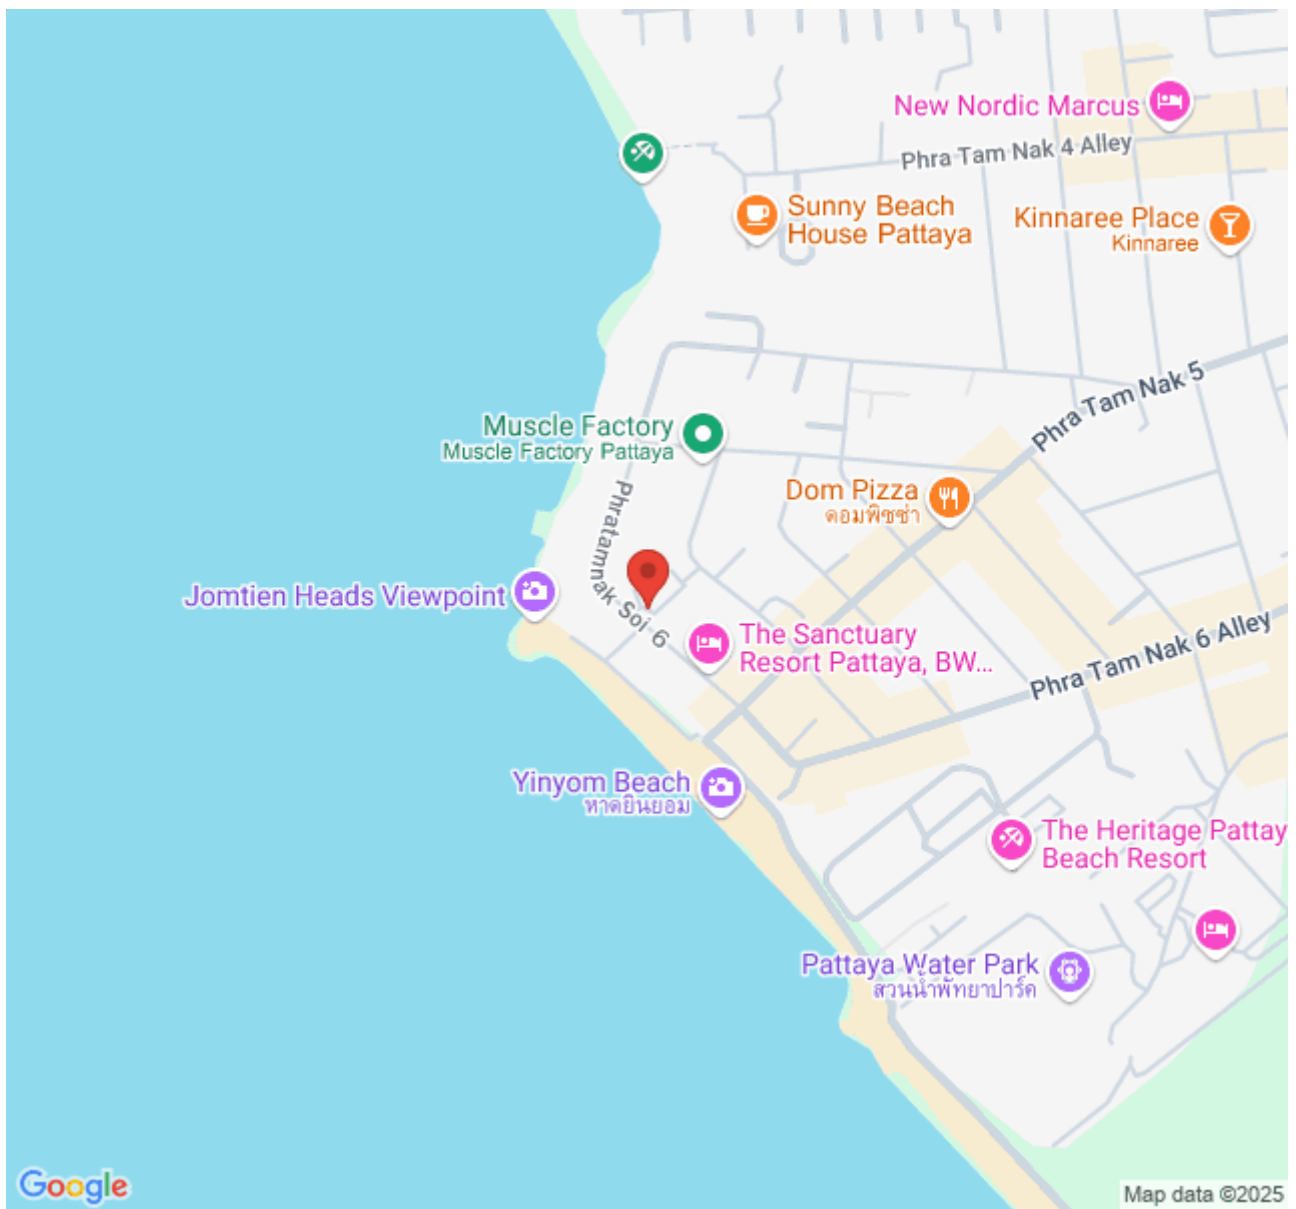 New Nordic Marcus
Phra Tam Nak 4 Alley
Sunny Beach
House Pattaya
Kinnaree Place
Kinnaree
Phra Tam Nak 5
Muscle Factory
Muscle Factory Pattaya
Dom Pizza
ดอมพิซซ่า
Phratamnak Soi 6
Jomtien Heads Viewpoint
The Sanctuary
Resort Pattaya, BW...
Phra Tam Nak 6 Alley
Yinyom Beach
หาดยินยอม
The Heritage Pattay
Beach Resort
Pattaya Water Park
สวนน้ำพัทยาปาร์ค
Google
Map data ©2025